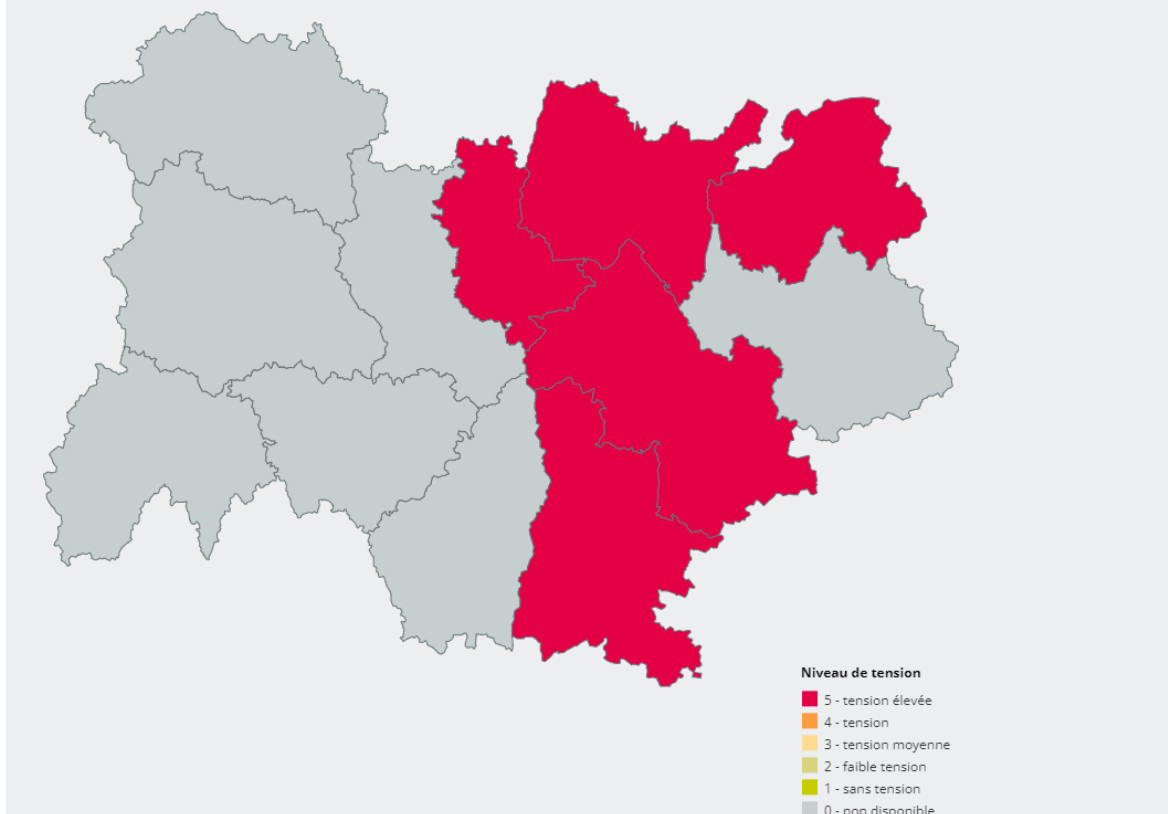 Niveau de tension
5 - tension élevée
4 - tension
3 - tension moyenne
2 - faible tension
1 - sans tension
0 - non disponible